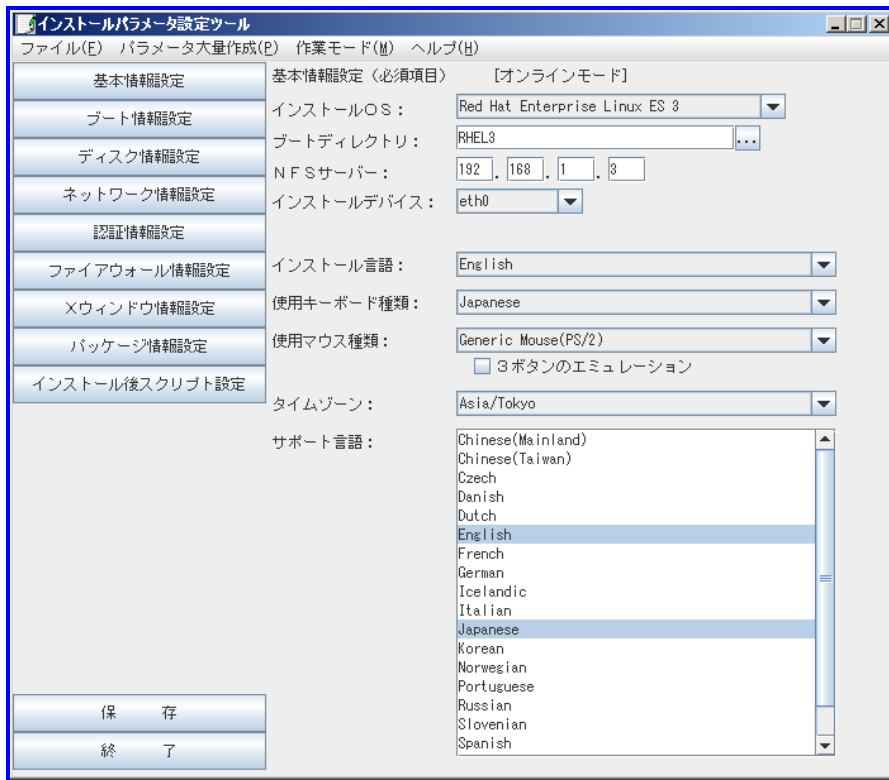 インストールパラメータ設定ツール
ファイル(F) パラメータ大量作成(P) 作業モード(M) ヘルプ(H)
基本情報設定
ブート情報設定
ディスク情報設定
ネットワーク情報設定
認証情報設定
ファイアウォール情報設定
Xウィンドウ情報設定
パッケージ情報設定
インストール後スクリプト設定
保 存
終 了
基本情報設定（必須項目） [オンラインモード]
インストールOS： Red Hat Enterprise Linux ES 3
ブートディレクトリ： RHEL3 ...
NFSサーバー： 192 . 168 . 1 . 3
インストールデバイス： eth0
インストール言語： English
使用キーボード種類： Japanese
使用マウス種類： Generic Mouse(PS/2)
３ボタンのエミュレーション
タイムゾーン： Asia/Tokyo
サポート言語： Chinese(Mainland)
Chinese(Taiwan)
Czech
Danish
Dutch
English
French
German
Icelandic
Italian
Japanese
Korean
Norwegian
Portuguese
Russian
Slovenian
Spanish